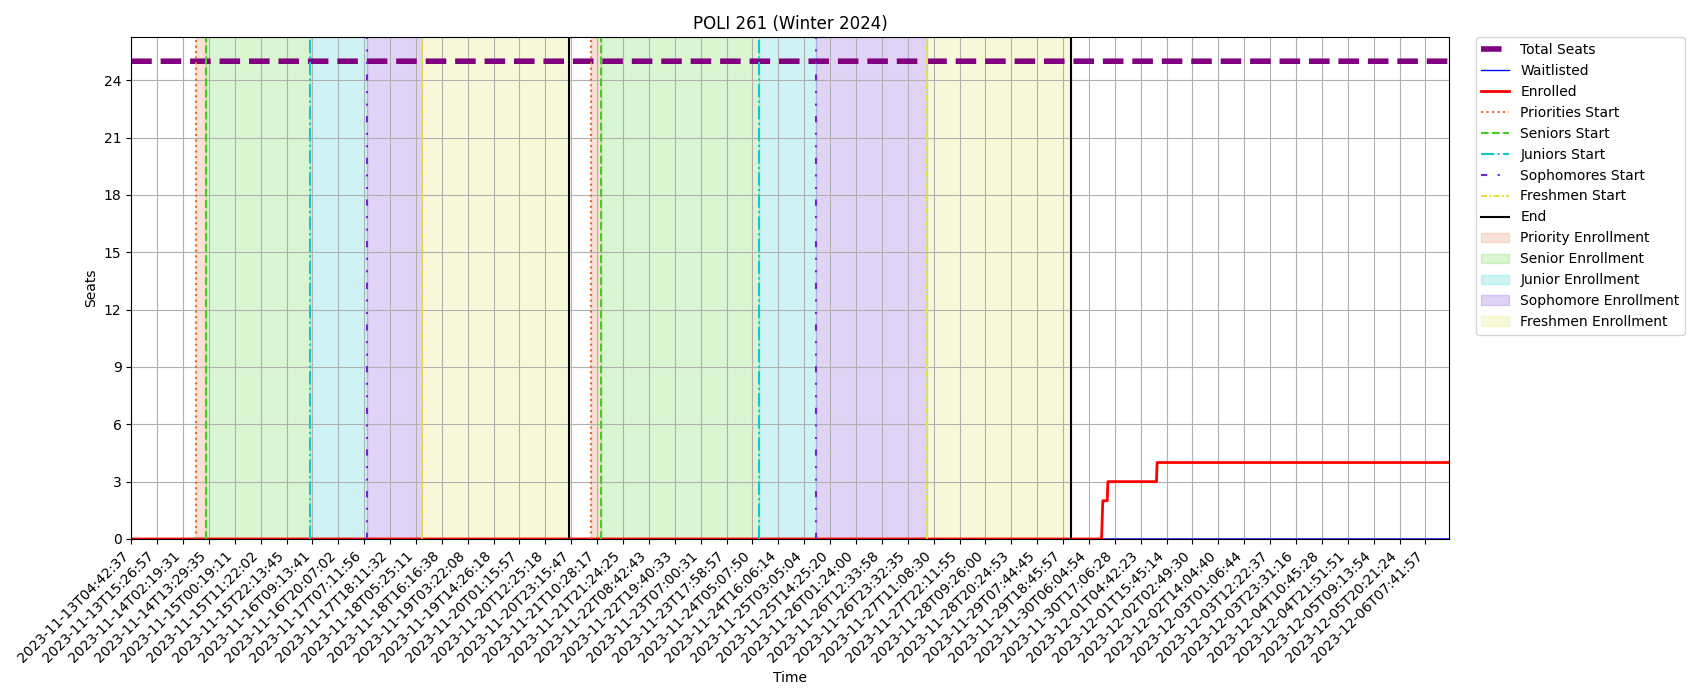 POLI 261 (Winter 2024)
Seats
24
21
18
15
12
9
6
3
0
2023-11-13T04:42:37
2023-11-13T15:26:57
2023-11-14T02:19:31
2023-11-14T13:29:35
2023-11-15T00:19:11
2023-11-15T11:22:02
2023-11-15T22:13:45
2023-11-16T09:13:41
2023-11-16T20:07:02
2023-11-17T07:11:56
2023-11-17T18:11:32
2023-11-18T05:25:11
2023-11-18T16:16:38
2023-11-19T03:22:08
2023-11-19T14:26:18
2023-11-20T01:15:57
2023-11-20T12:25:18
2023-11-20T23:15:47
2023-11-21T10:28:17
2023-11-21T21:24:25
2023-11-22T08:42:43
2023-11-22T19:40:33
2023-11-23T07:00:31
2023-11-23T17:58:57
2023-11-24T05:07:50
2023-11-24T16:06:14
2023-11-25T03:05:04
2023-11-25T14:25:20
2023-11-26T01:24:00
2023-11-26T12:33:58
2023-11-26T23:32:35
2023-11-27T11:08:30
2023-11-27T22:11:55
2023-11-28T09:26:00
2023-11-28T20:24:53
2023-11-29T07:44:45
2023-11-29T18:45:57
2023-11-30T06:04:54
2023-11-30T17:06:28
2023-12-01T04:42:23
2023-12-01T15:45:14
2023-12-02T02:49:30
2023-12-02T14:04:40
2023-12-03T01:06:44
2023-12-03T12:22:37
2023-12-03T23:31:16
2023-12-04T10:45:28
2023-12-04T21:51:51
2023-12-05T09:13:54
2023-12-05T20:21:24
2023-12-06T07:41:57
Time
Total Seats
Waitlisted
Enrolled
Priorities Start
Seniors Start
Juniors Start
Sophomores Start
Freshmen Start
End
Priority Enrollment
Senior Enrollment
Junior Enrollment
Sophomore Enrollment
Freshmen Enrollment